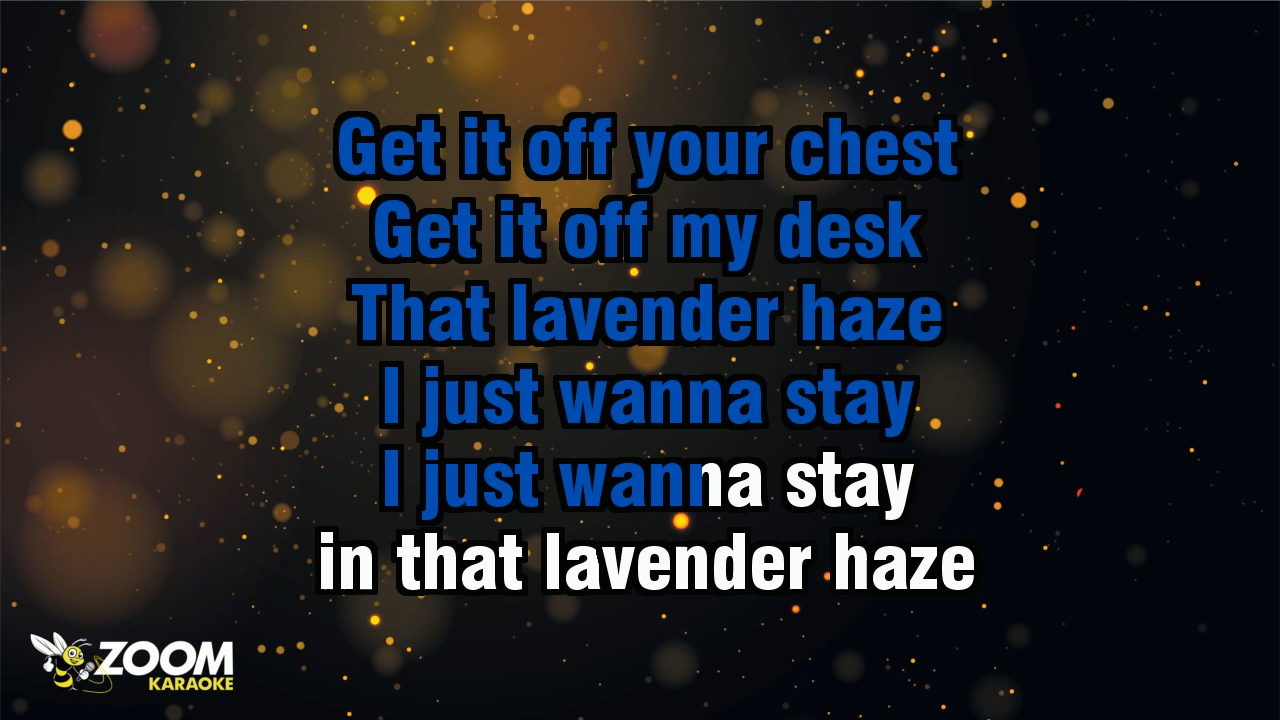 Get it off your chest
Get it off my desk
That lavender haze
I just wanna stay
I just wanna stay
in that lavender haze
ZOOM
KARAOKE